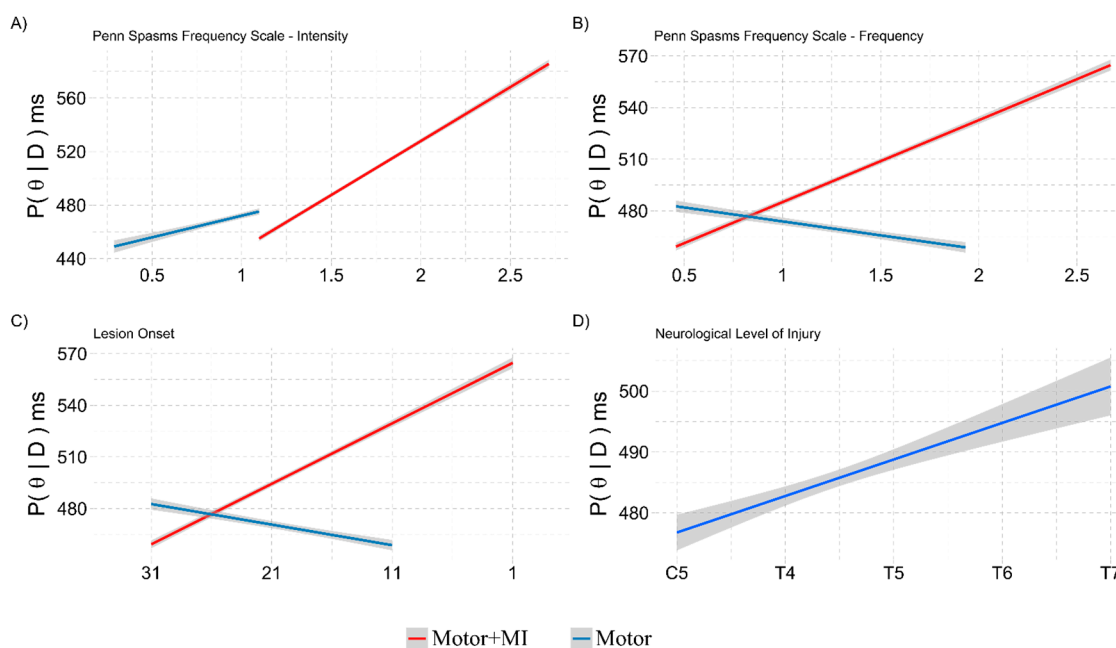 A)
Penn Spasms Frequency Scale - Intensity
P( θ | D ) ms
560
520
480
440
0.5
1
1.5
2
2.5
B)
Penn Spasms Frequency Scale - Frequency
P( θ | D ) ms
570
540
510
480
0.5
1
1.5
2
2.5
C)
Lesion Onset
P( θ | D ) ms
570
540
510
480
31
21
11
1
D)
Neurological Level of Injury
P( θ | D ) ms
500
490
480
C5
T4
T5
T6
T7
Motor+MI
Motor